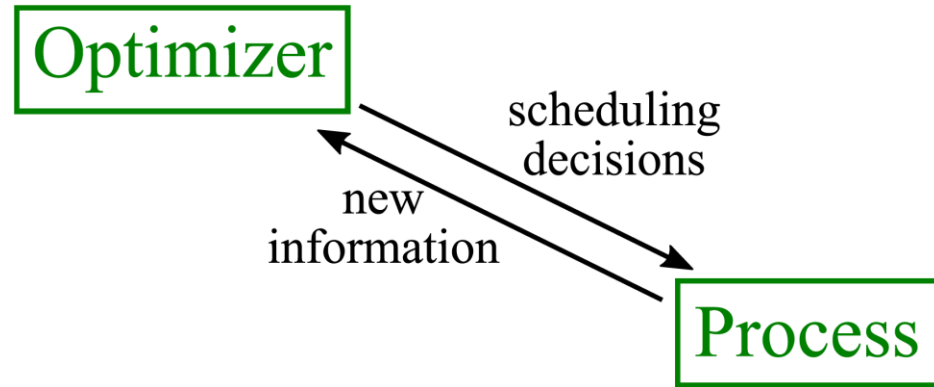 Optimizer
scheduling
decisions
new
information
Process